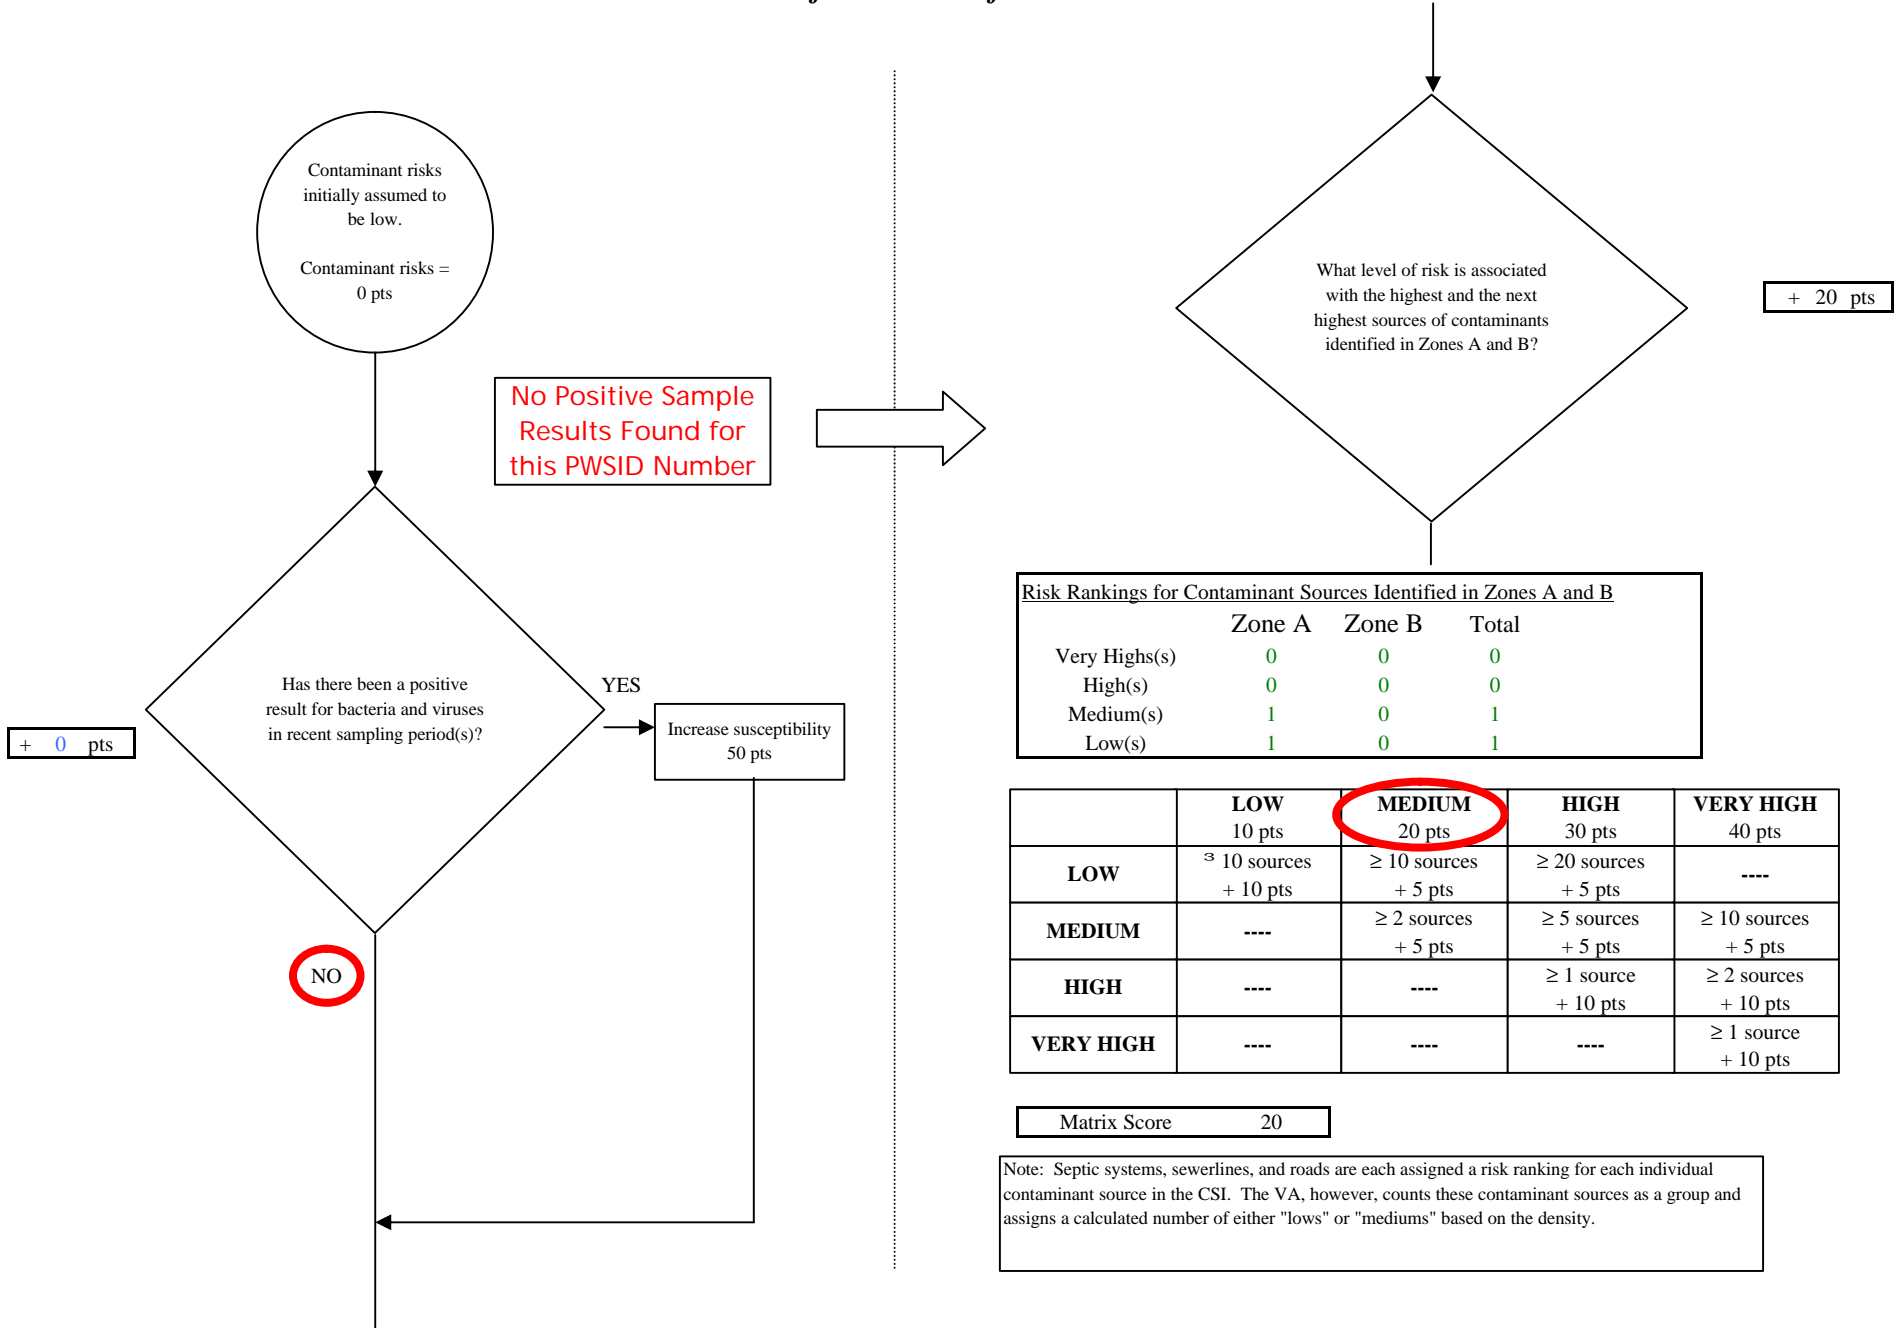 Contaminant risks
initially assumed to
be low.
Contaminant risks =
0 pts
No Positive Sample
Results Found for
this PWSID Number
Has there been a positive
result for bacteria and viruses
in recent sampling period(s)?
YES
Increase susceptibility
50 pts
+ 0 pts
NO
What level of risk is associated
with the highest and the next
highest sources of contaminants
identified in Zones A and B?
+ 20 pts
Risk Rankings for Contaminant Sources Identified in Zones A and B
Zone A Zone B Total
Very Highs(s) 0 0 0
High(s) 0 0 0
Medium(s) 1 0 1
Low(s) 1 0 1
LOW MEDIUM HIGH VERY HIGH
10 pts 20 pts 30 pts 40 pts
LOW ³ 10 sources ≥ 10 sources ≥ 20 sources ----
+ 10 pts + 5 pts + 5 pts
MEDIUM ---- ≥ 2 sources ≥ 5 sources ≥ 10 sources
+ 5 pts + 5 pts + 5 pts
HIGH ---- ---- ≥ 1 source ≥ 2 sources
+ 10 pts + 10 pts
VERY HIGH ---- ---- ---- ≥ 1 source
+ 10 pts
Matrix Score 20
Note: Septic systems, sewerlines, and roads are each assigned a risk ranking for each individual
contaminant source in the CSI. The VA, however, counts these contaminant sources as a group and
assigns a calculated number of either "lows" or "mediums" based on the density.